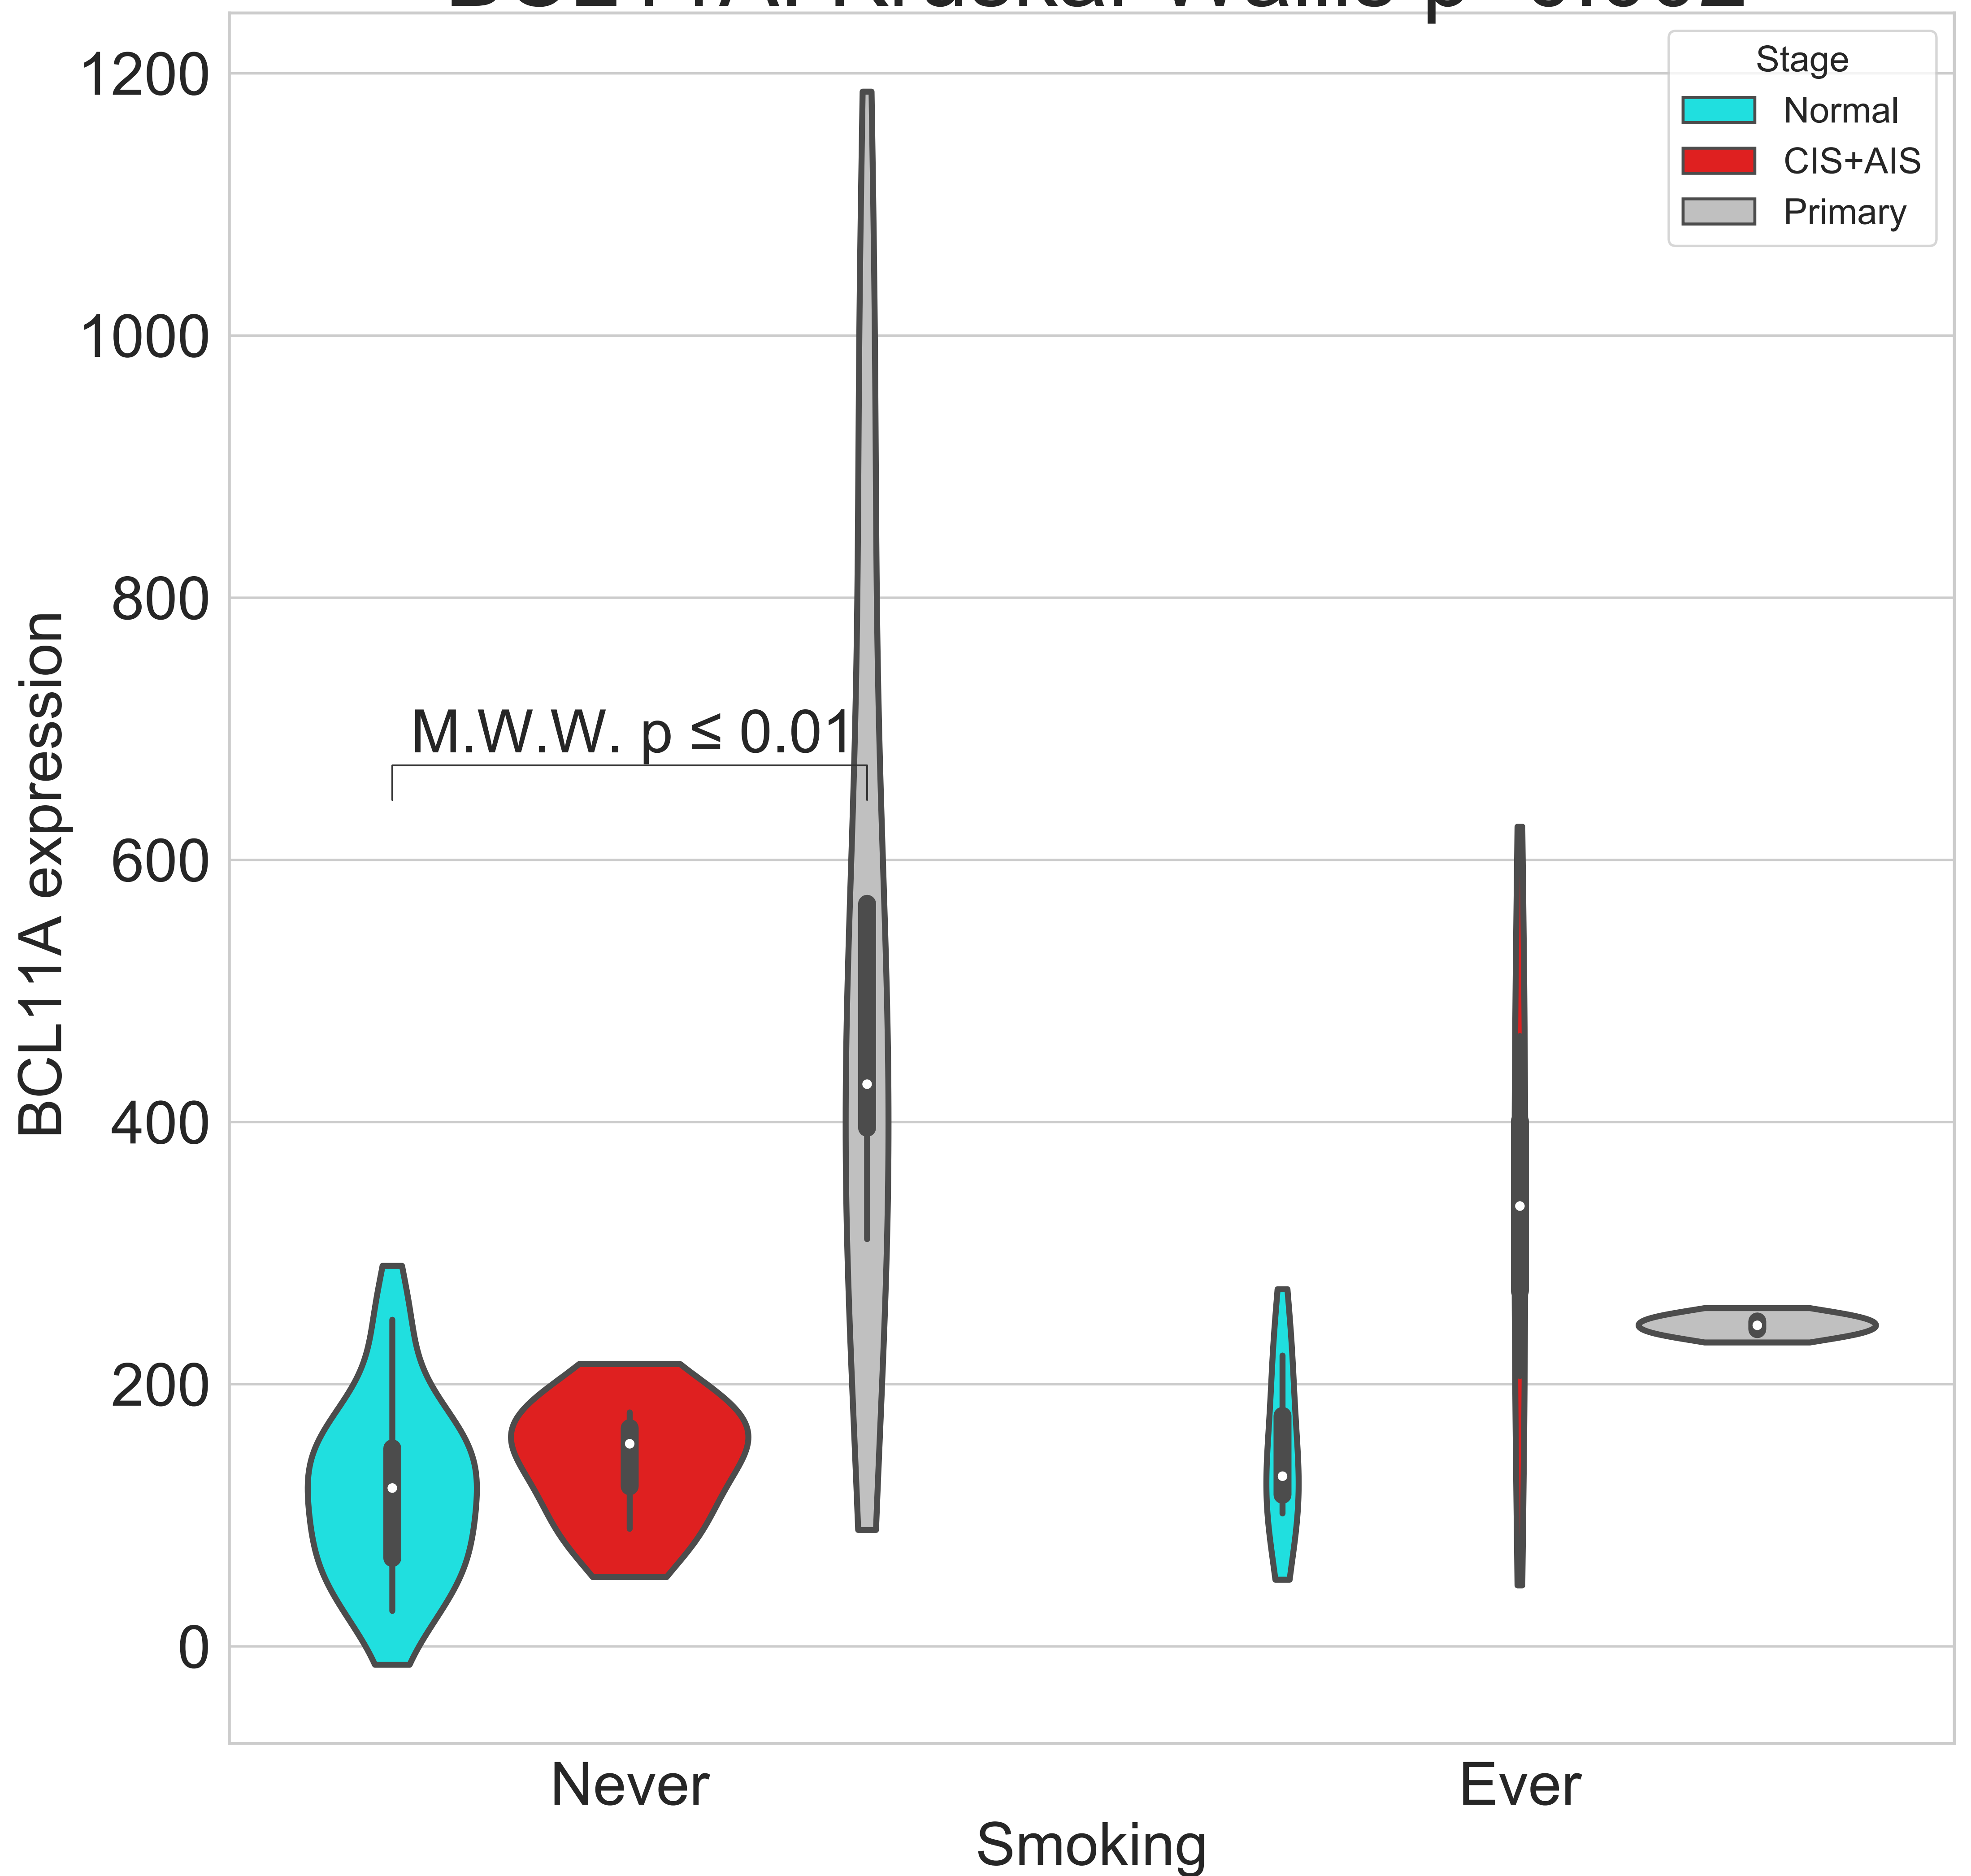 Stage
Normal
CIS+AIS
Primary
1200
1000
800
600
400
200
0
BCL11A expression
M.W.W. p ≤ 0.01
Never
Ever
Smoking